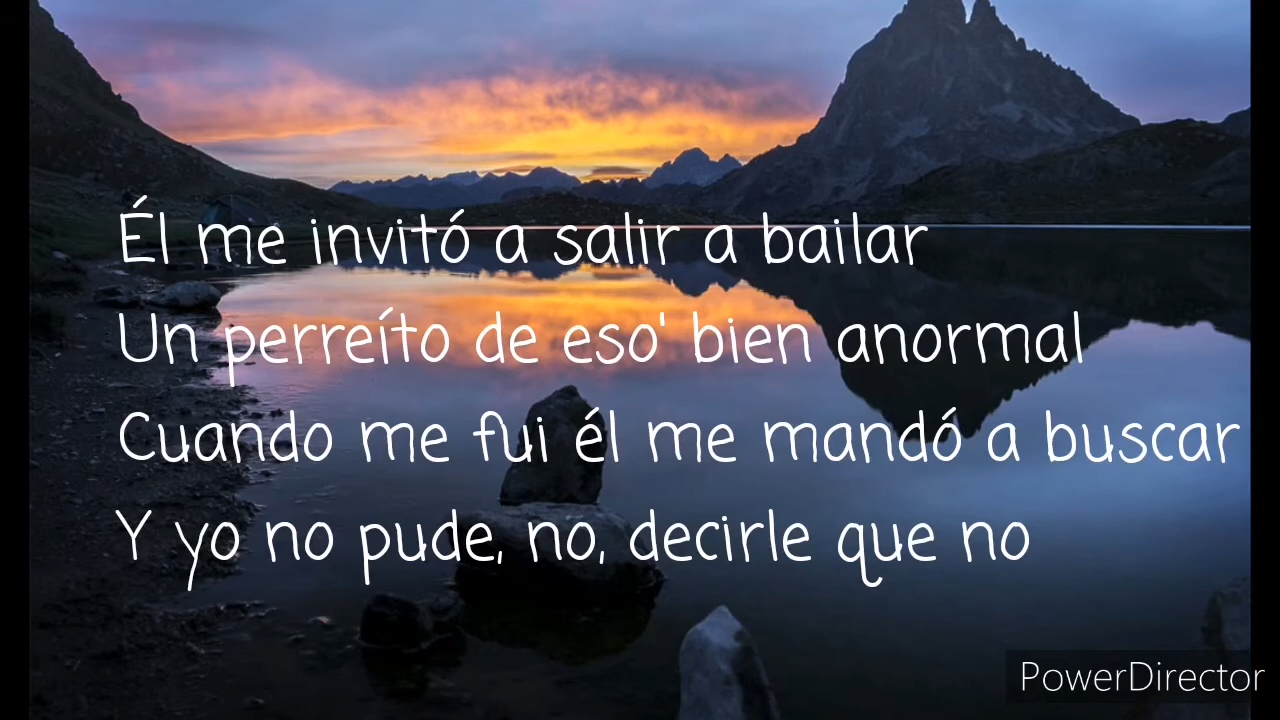 Él me invitó a salir a bailar
Un perreíto de eso' bien anormal
Cuando me fui él me mandó a buscar
Y yo no pude, no, decirle que no
PowerDirector